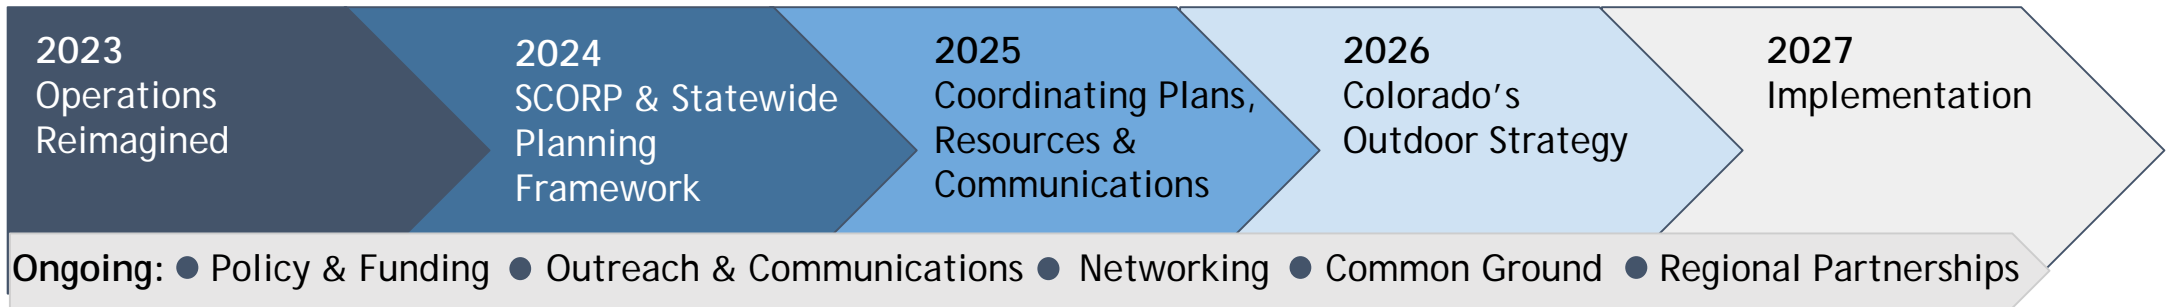 2023
Operations
Reimagined
2024
SCORP & Statewide
Planning
Framework
2025
Coordinating Plans,
Resources &
Communications
2026
Colorado’s
Outdoor Strategy
2027
Implementation
Ongoing: ● Policy & Funding ● Outreach & Communications ● Networking ● Common Ground ● Regional Partnerships